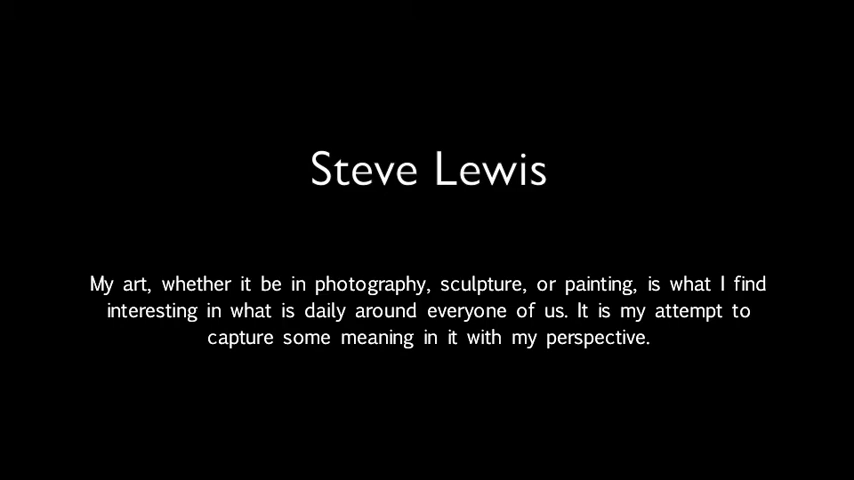 Steve Lewis
My art, whether it be in photography, sculpture, or painting, is what I find
interesting in what is daily around everyone of us. It is my attempt to
capture some meaning in it with my perspective.